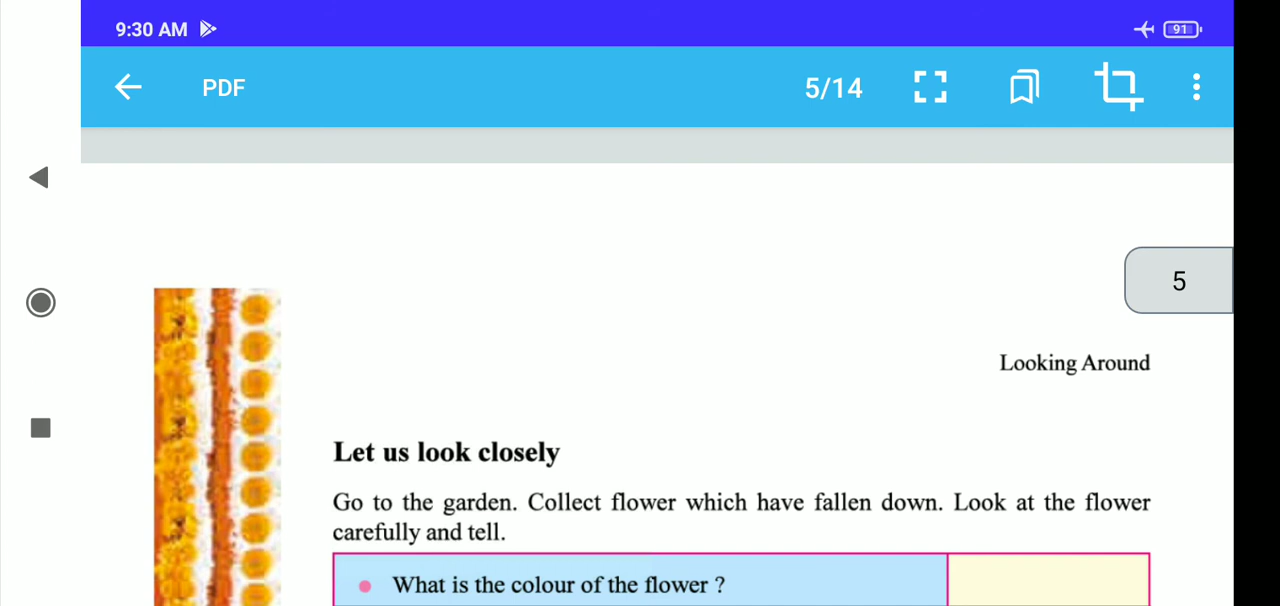 9:30 AM 91
PDF 5/14
5
Looking Around
Let us look closely
Go to the garden. Collect flower which have fallen down. Look at the flower
carefully and tell.
What is the colour of the flower ?